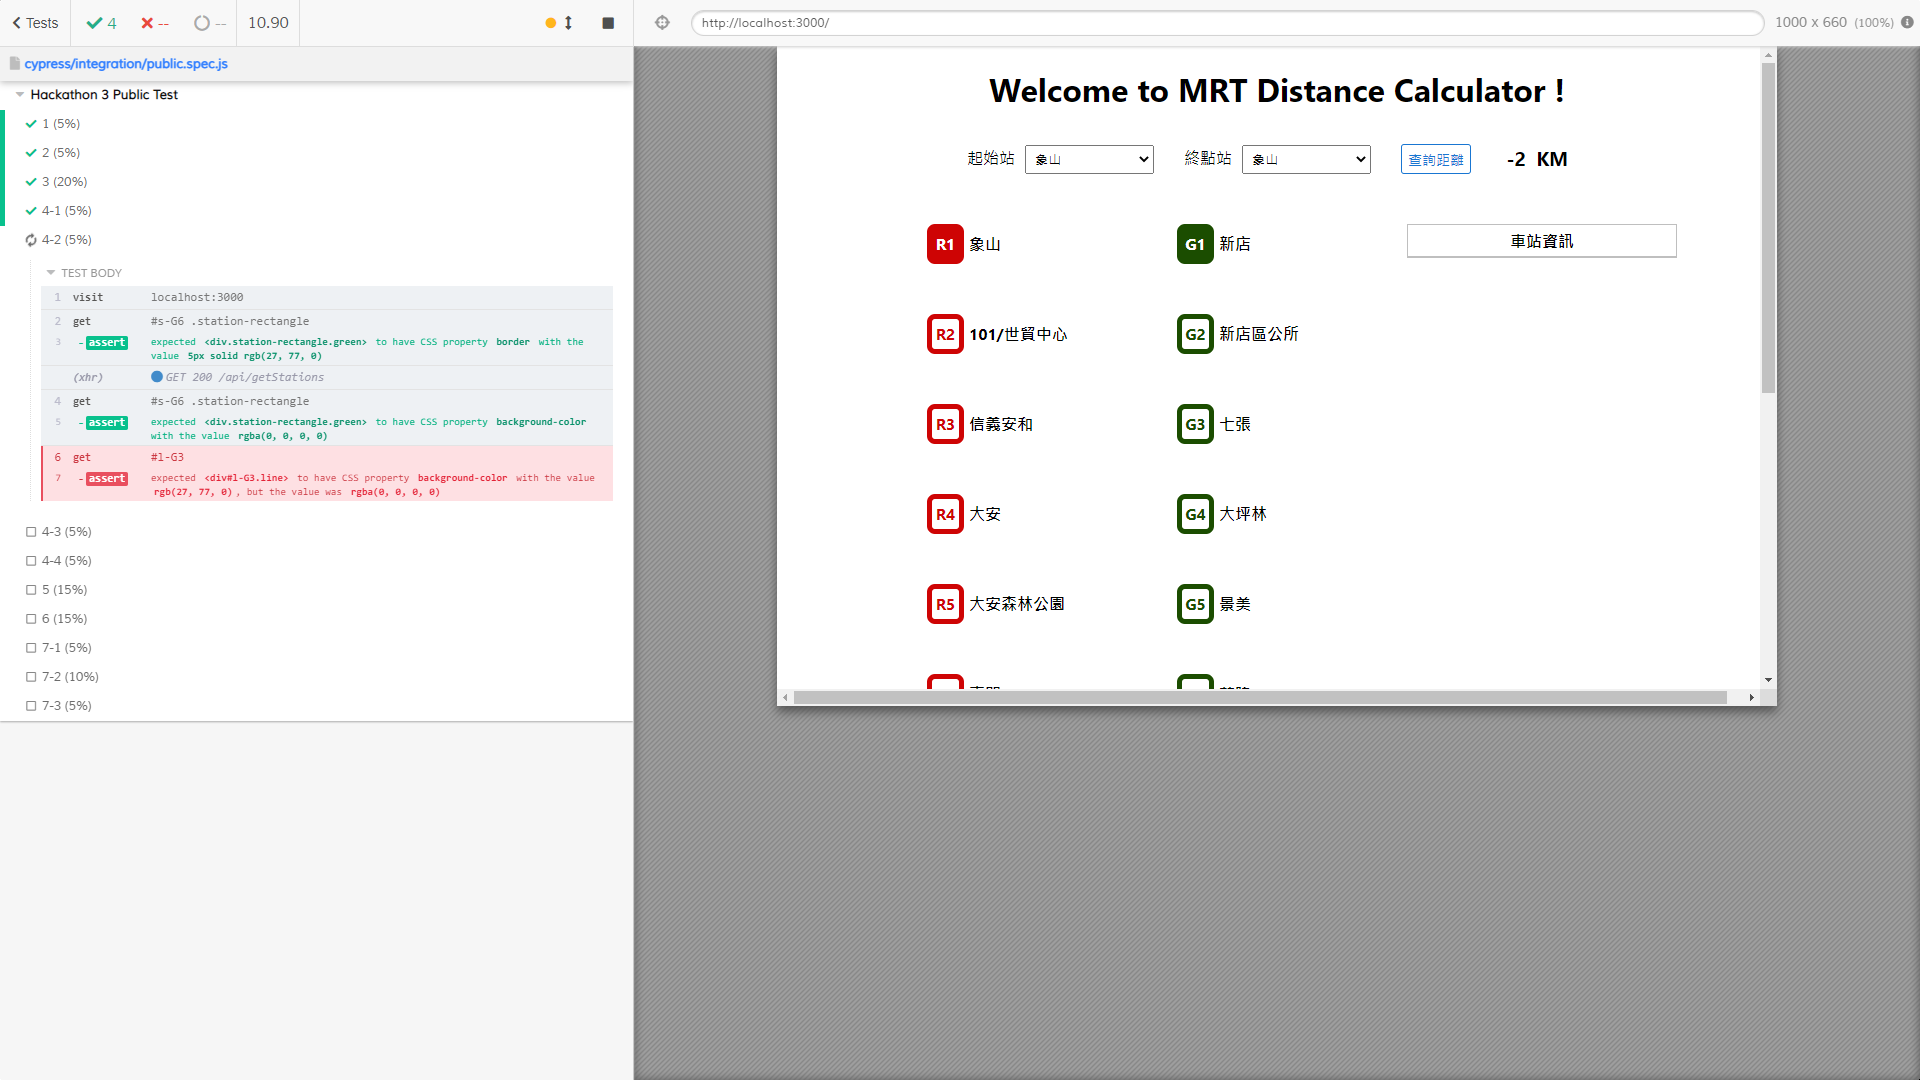 Tests
4
--
--
10.90
http://localhost:3000/
1000 x 660 (100%)
cypress/integration/public.spec.js
Hackathon 3 Public Test
1 (5%)
2 (5%)
3 (20%)
4-1 (5%)
4-2 (5%)
TEST BODY
1 visit localhost:3000
2 get #s-G6 .station-rectangle
3 -assert expected <div.station-rectangle.green> to have CSS property border with the
value 5px solid rgb(27, 77, 0)
(xhr) GET 200 /api/getStations
4 get #s-G6 .station-rectangle
5 -assert expected <div.station-rectangle.green> to have CSS property background-color
with the value rgba(0, 0, 0, 0)
6 get #l-G3
7 -assert expected <div#l-G3.line> to have CSS property background-color with the value
rgb(27, 77, 0), but the value was rgba(0, 0, 0, 0)
4-3 (5%)
4-4 (5%)
5 (15%)
6 (15%)
7-1 (5%)
7-2 (10%)
7-3 (5%)
Welcome to MRT Distance Calculator !
起始站 象山 終點站 象山 查詢距離 -2 KM
R1 象山 G1 新店 車站資訊
R2 101/世貿中心 G2 新店區公所
R3 信義安和 G3 七張
R4 大安 G4 大坪林
R5 大安森林公園 G5 景美